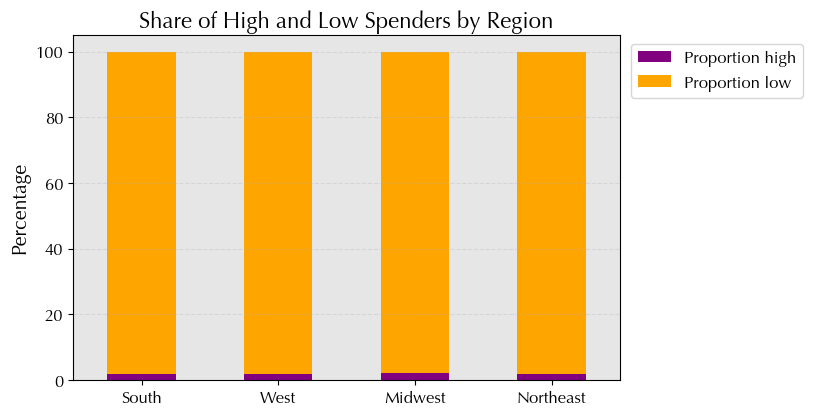 Share of High and Low Spenders by Region
Proportion high
Proportion low
Percentage
100
80
60
40
20
0
South
West
Midwest
Northeast